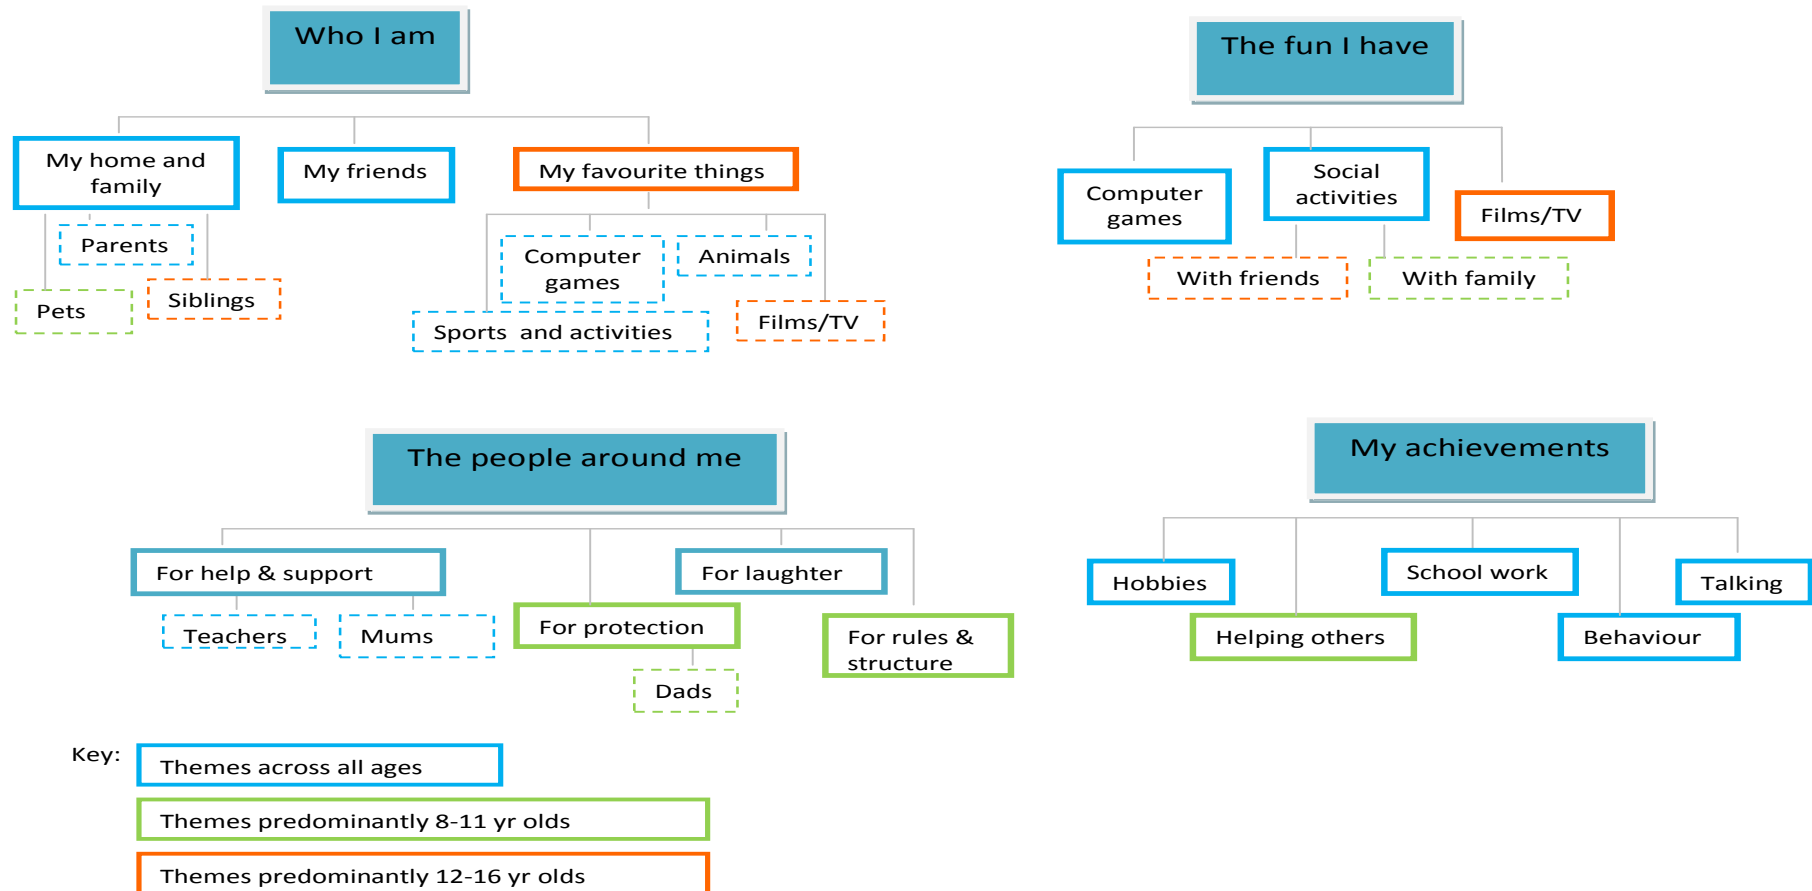 Who I am
My home and
family
My friends
My favourite things
Parents
Pets
Siblings
Computer
games
Animals
Sports and activities
Films/TV
The fun I have
Computer
games
Social
activities
Films/TV
With friends
With family
The people around me
For help & support
Teachers
Mums
For protection
Dads
For laughter
For rules &
structure
My achievements
Hobbies
Helping others
School work
Behaviour
Talking
Key:
Themes across all ages
Themes predominantly 8-11 yr olds
Themes predominantly 12-16 yr olds